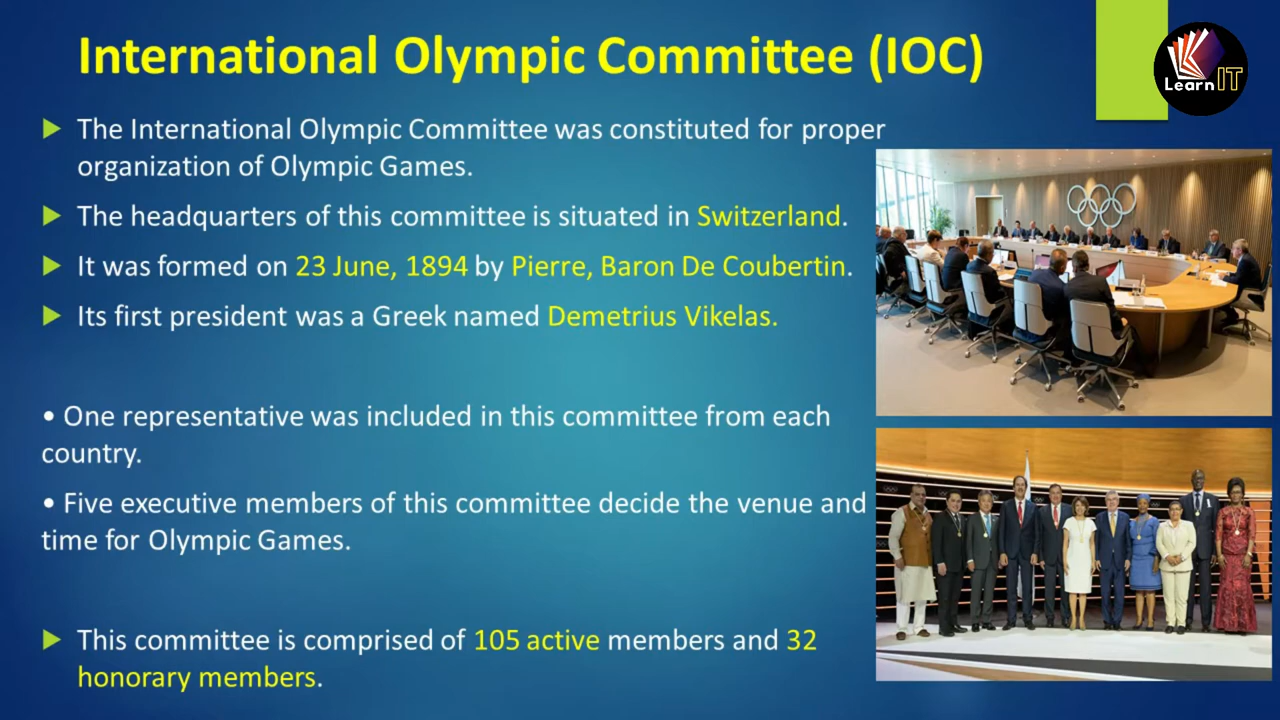 International Olympic Committee (IOC)
Learn IT
▶ The International Olympic Committee was constituted for proper
organization of Olympic Games.
▶ The headquarters of this committee is situated in Switzerland.
▶ It was formed on 23 June, 1894 by Pierre, Baron De Coubertin.
▶ Its first president was a Greek named Demetrius Vikelas.
• One representative was included in this committee from each
country.
• Five executive members of this committee decide the venue and
time for Olympic Games.
▶ This committee is comprised of 105 active members and 32
honorary members.